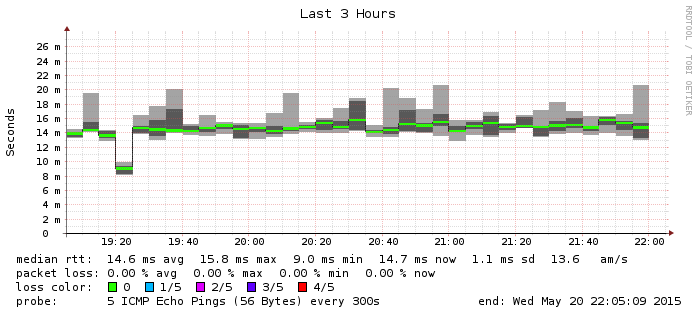 Last 3 Hours
RRDTOOL / TOBI OETIKER
Seconds
26 m
24 m
22 m
20 m
18 m
16 m
14 m
12 m
10 m
8 m
6 m
4 m
2 m
0
19:20 19:40 20:00 20:20 20:40 21:00 21:20 21:40 22:00
median rtt: 14.6 ms avg 15.8 ms max 9.0 ms min 14.7 ms now 1.1 ms sd 13.6 am/s
packet loss: 0.00 % avg 0.00 % max 0.00 % min 0.00 % now
loss color: 0 1/5 2/5 3/5 4/5
probe: 5 ICMP Echo Pings (56 Bytes) every 300s end: Wed May 20 22:05:09 2015